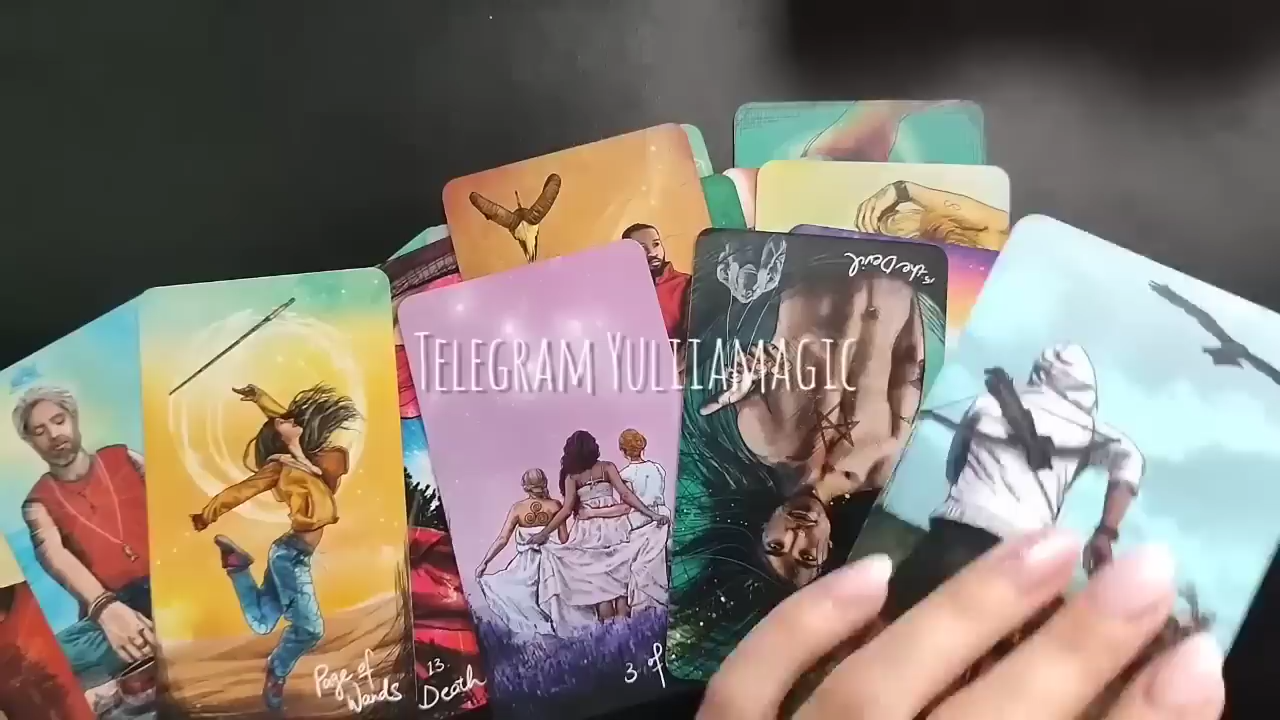 15. the Devil
Telegram Yuliiamagic
Page of
Wands
13.
Death
3 of